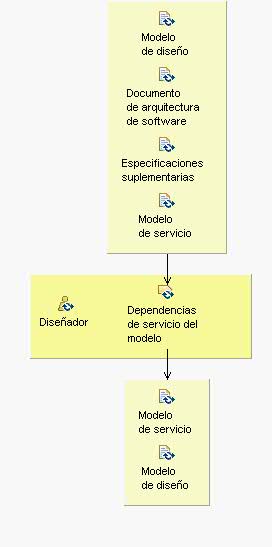 Modelo
de diseño
Documento
de arquitectura
de software
Especificaciones
suplementarias
Modelo
de servicio
Diseñador
Dependencias
de servicio del
modelo
Modelo
de servicio
Modelo
de diseño